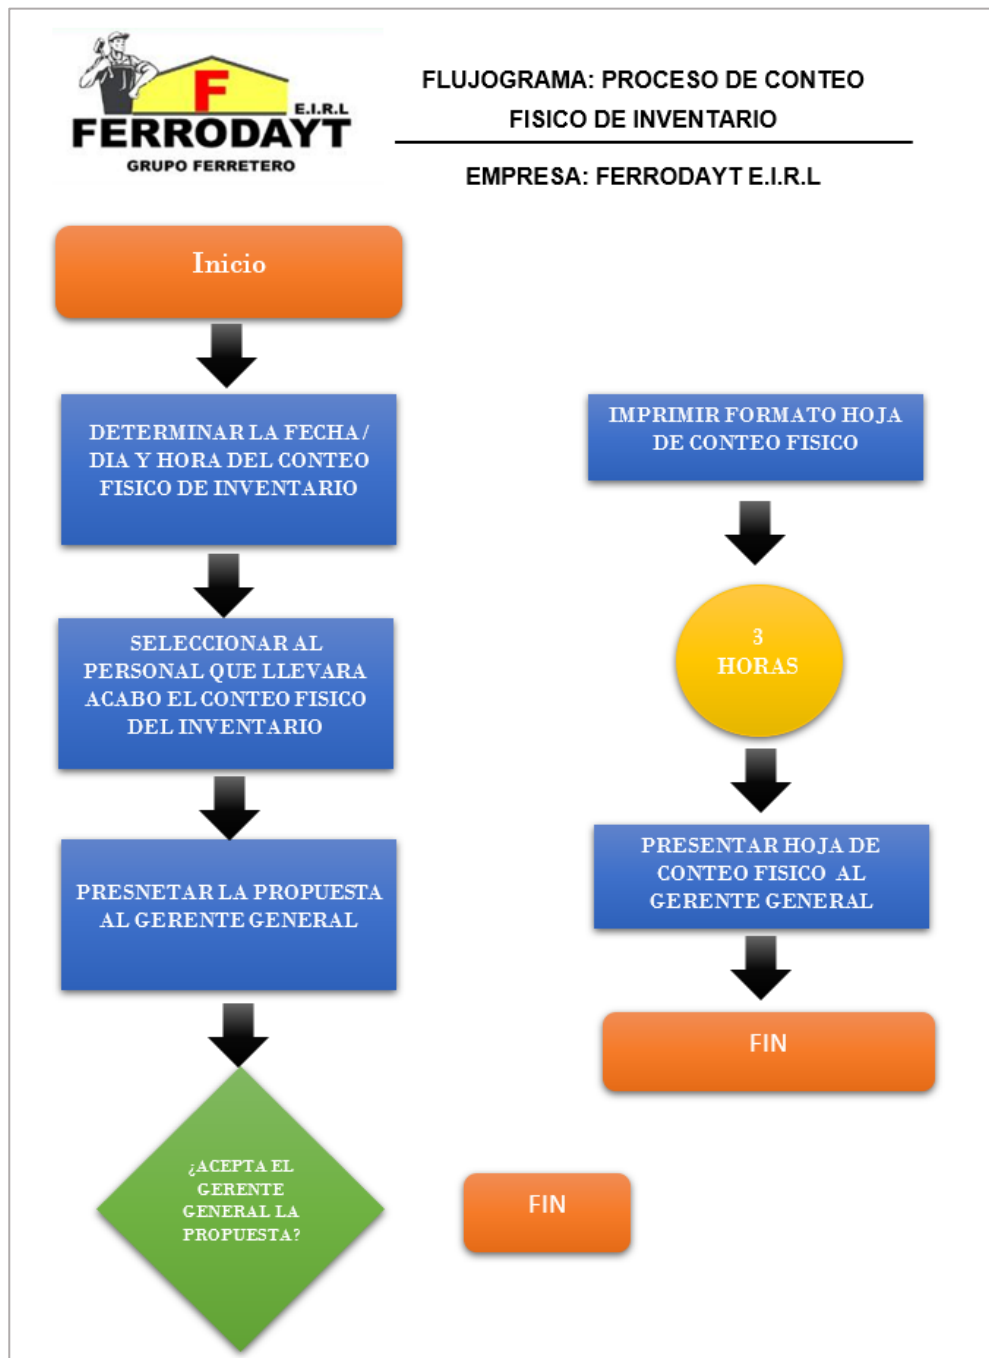 F
E.I.R.L
FERRODAYT
GRUPO FERRETERO
FLUJOGRAMA: PROCESO DE CONTEO
FISICO DE INVENTARIO
EMPRESA: FERRODAYT E.I.R.L
Inicio
DETERMINAR LA FECHA /
DIA Y HORA DEL CONTEO
FISICO DE INVENTARIO
SELECCIONAR AL
PERSONAL QUE LLEVARA
ACABO EL CONTEO FISICO
DEL INVENTARIO
PRESNETAR LA PROPUESTA
AL GERENTE GENERAL
¿ACEPTA EL
GERENTE
GENERAL LA
PROPUESTA?
FIN
IMPRIMIR FORMATO HOJA
DE CONTEO FISICO
3
HORAS
PRESENTAR HOJA DE
CONTEO FISICO  AL
GERENTE GENERAL
FIN